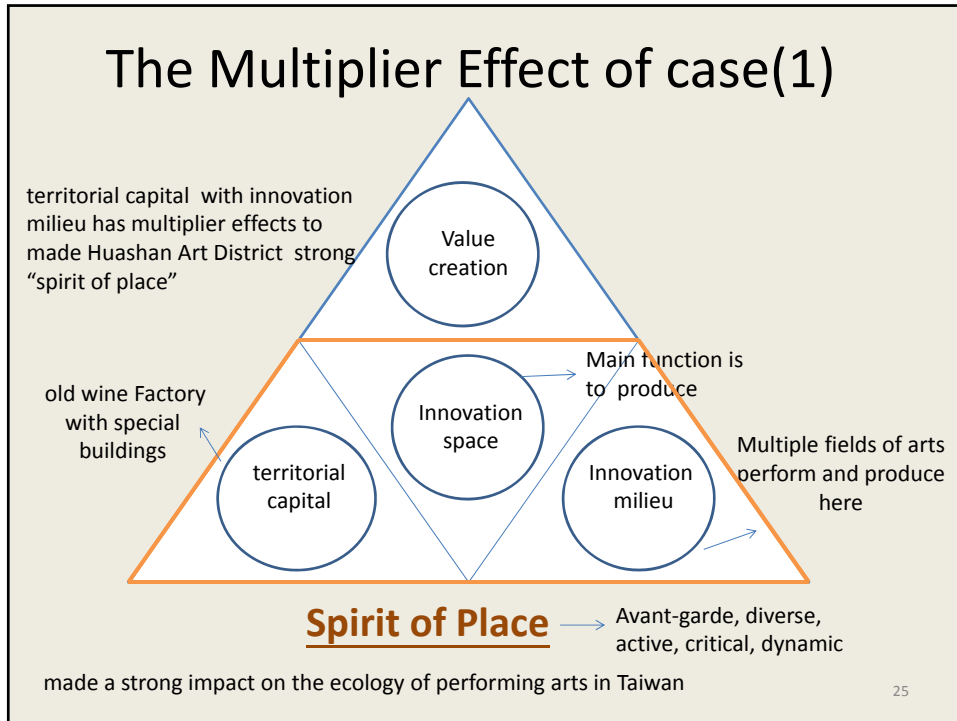 The Multiplier Effect of case(1)
territorial capital with innovation
milieu has multiplier effects to
made Huashan Art District strong
“spirit of place”
Value
creation
Main function is
to produce
old wine Factory
with special
buildings
Innovation
space
territorial
capital
Innovation
milieu
Multiple fields of arts
perform and produce
here
Spirit of Place
Avant-garde, diverse,
active, critical, dynamic
made a strong impact on the ecology of performing arts in Taiwan
25